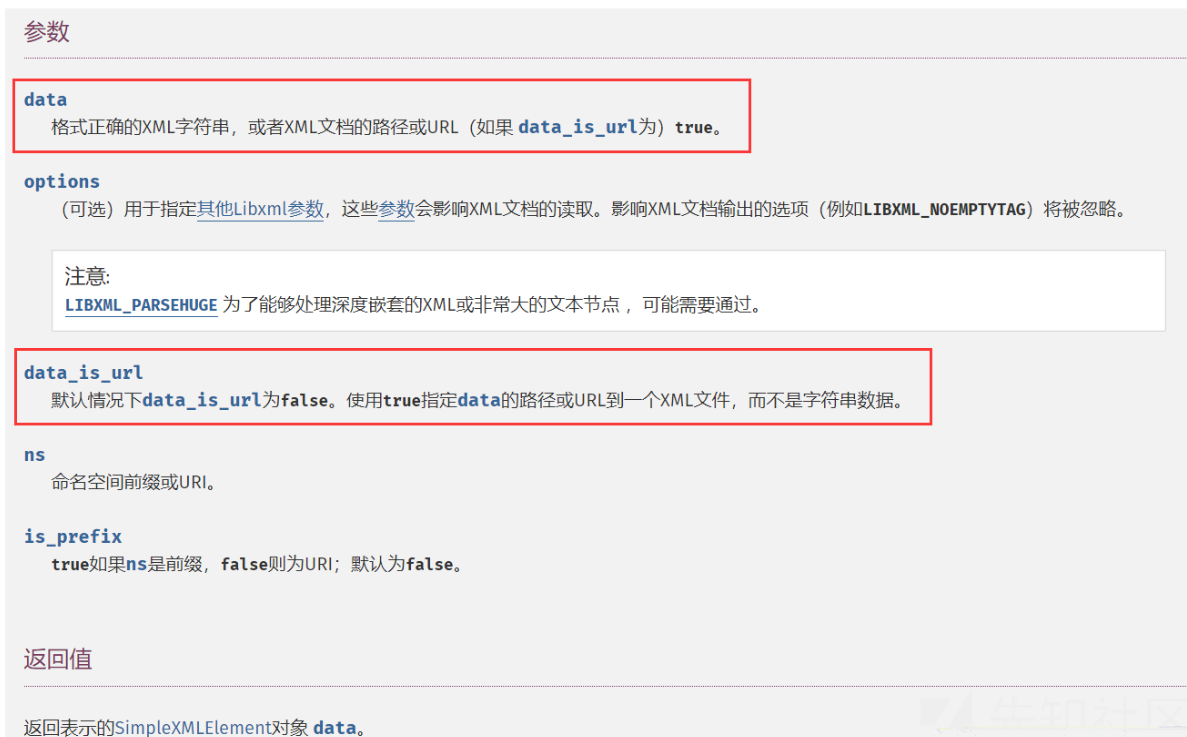 参数
data
格式正确的XML字符串，或者XML文档的路径或URL（如果 data_is_url为）true。
options
（可选）用于指定其他Libxml参数，这些参数会影响XML文档的读取。影响XML文档输出的选项（例如LIBXML_NOEMPTYTAG）将被忽略。
注意:
LIBXML_PARSEHUGE 为了能够处理深度嵌套的XML或非常大的文本节点 ，可能需要通过。
data_is_url
默认情况下data_is_url为false。使用true指定data的路径或URL到一个XML文件，而不是字符串数据。
ns
命名空间前缀或URI。
is_prefix
true如果ns是前缀，false则为URI；默认为false。
返回值
返回表示的SimpleXMLElement对象 data。
先知社区